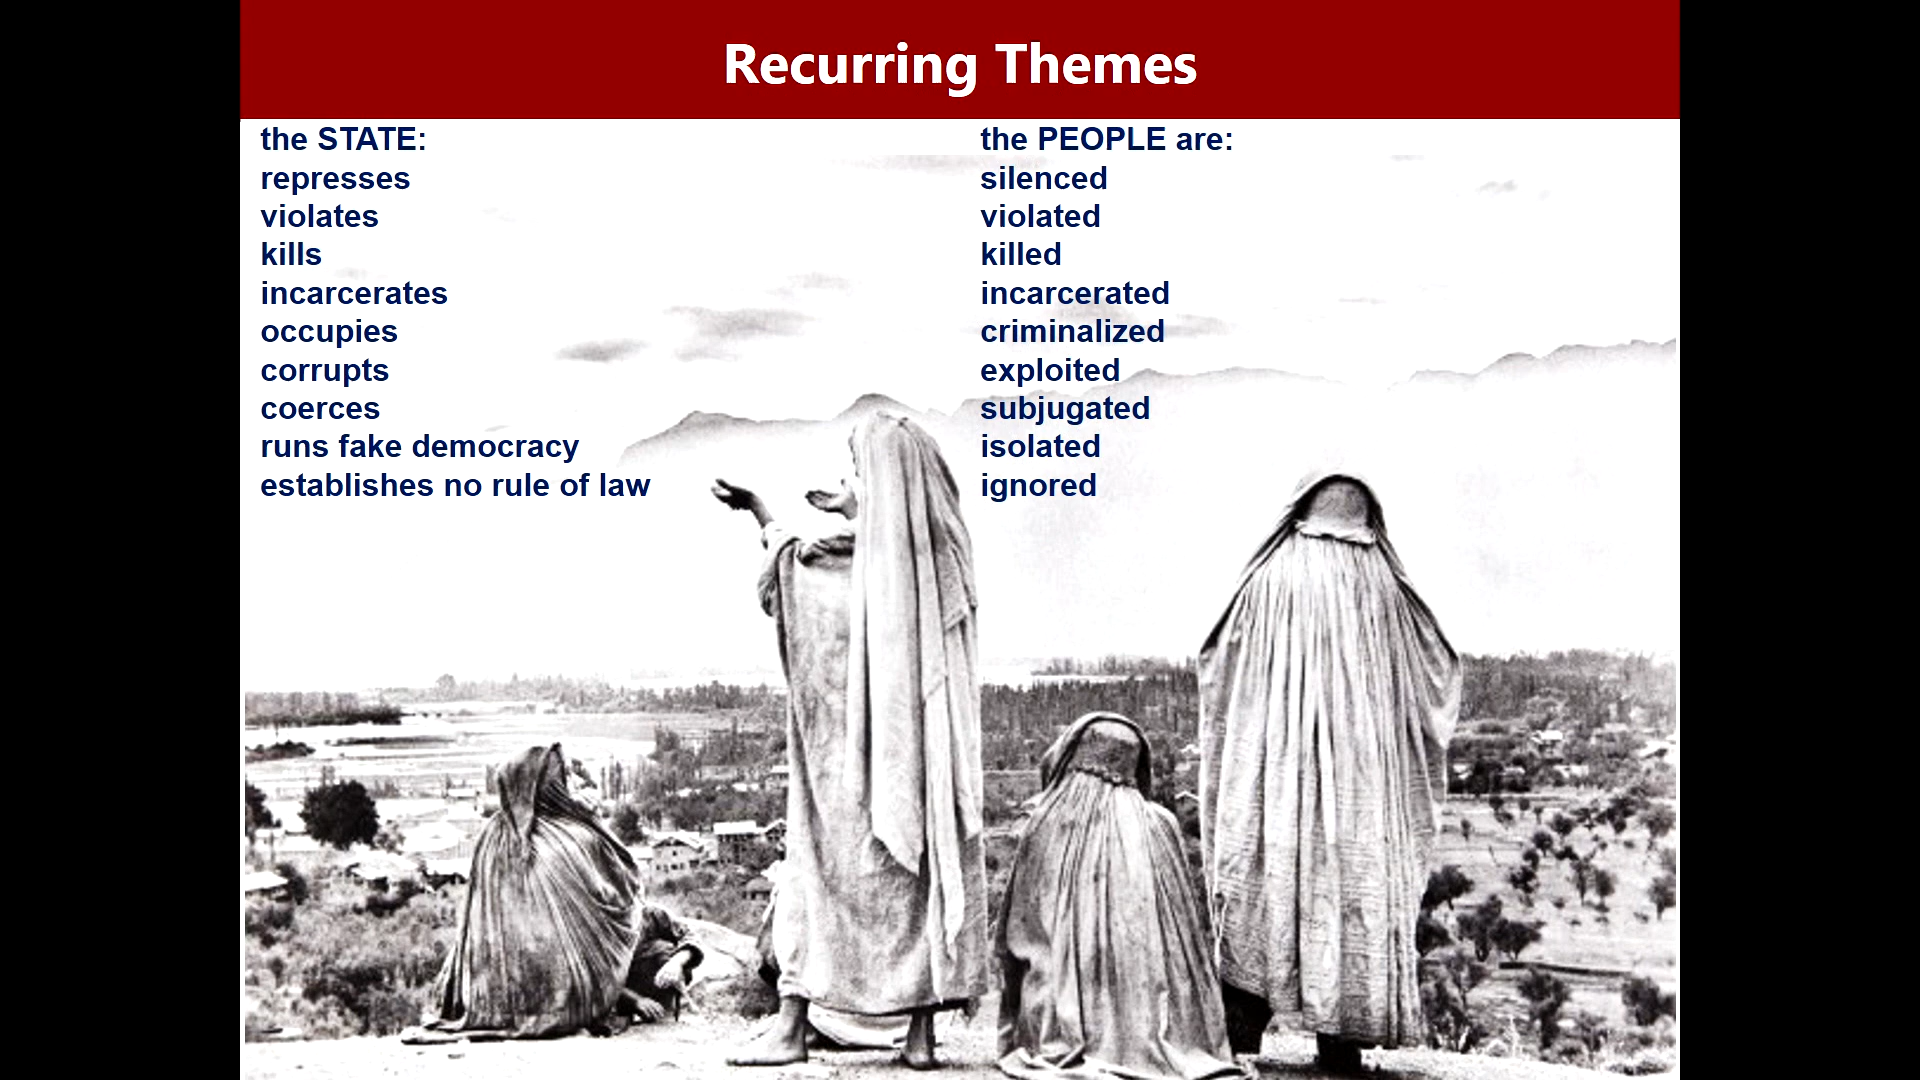 Recurring Themes
the STATE:
represses
violates
kills
incarcerates
occupies
corrupts
coerces
runs fake democracy
establishes no rule of law
the PEOPLE are:
silenced
violated
killed
incarcerated
criminalized
exploited
subjugated
isolated
ignored